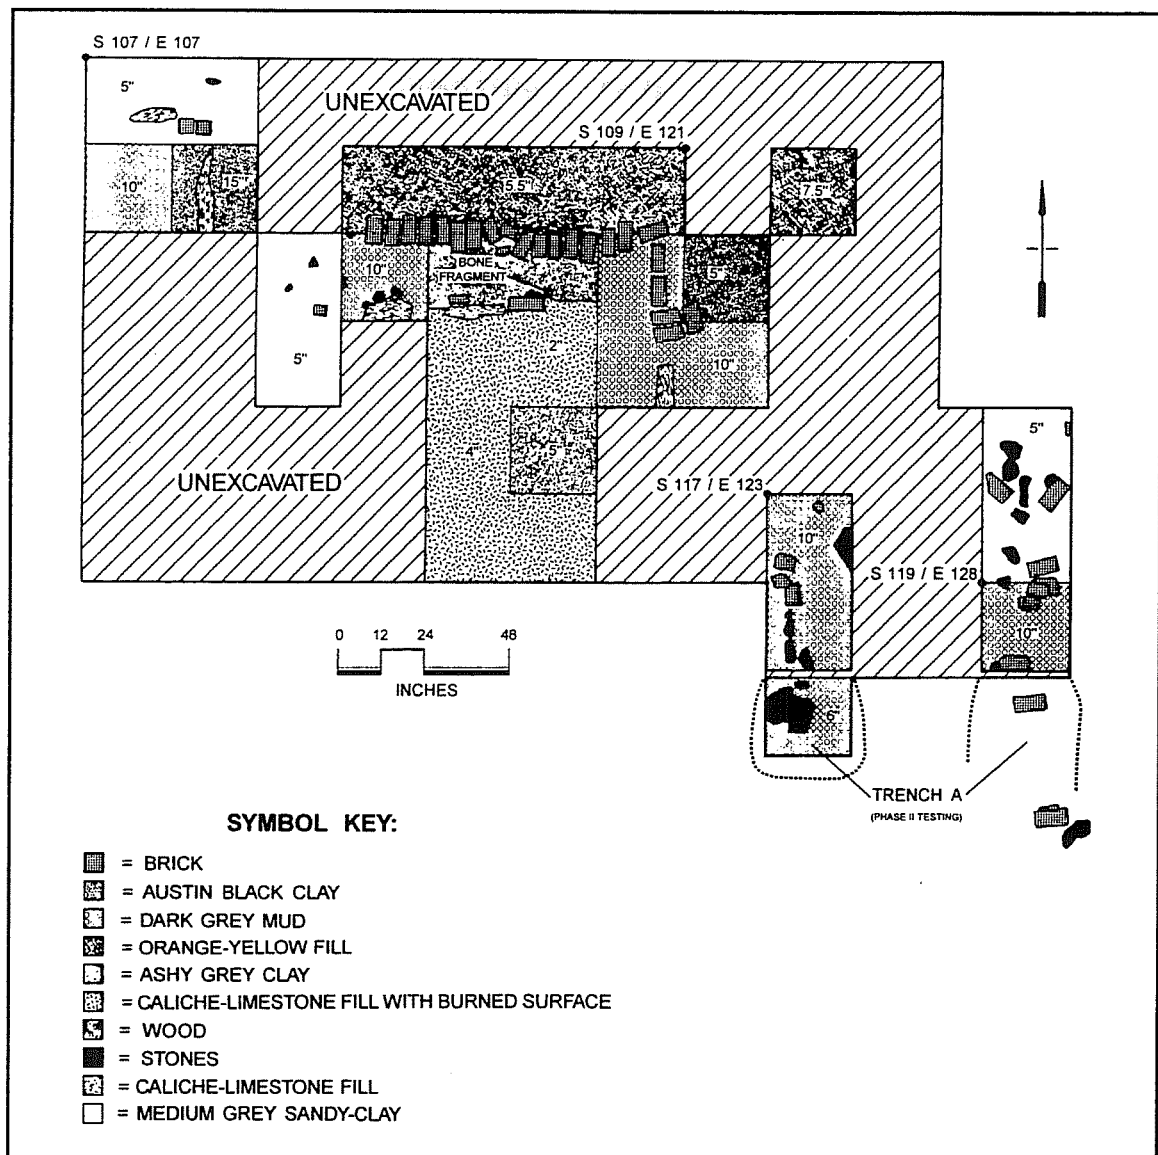 S 107 / E 107
5"
UNEXCAVATED
S 109 / E 121
10"
15"
5.5"
7.5"
BONE
FRAGMENT
10"
5"
5"
2"
10"
4"
5"
5"
UNEXCAVATED
S 117 / E 123
10"
S 119 / E 128
10"
0 12 24 48
INCHES
6"
TRENCH A
(PHASE II TESTING)
SYMBOL KEY:
= BRICK
= AUSTIN BLACK CLAY
= DARK GREY MUD
= ORANGE-YELLOW FILL
= ASHY GREY CLAY
= CALICHE-LIMESTONE FILL WITH BURNED SURFACE
= WOOD
= STONES
= CALICHE-LIMESTONE FILL
= MEDIUM GREY SANDY-CLAY